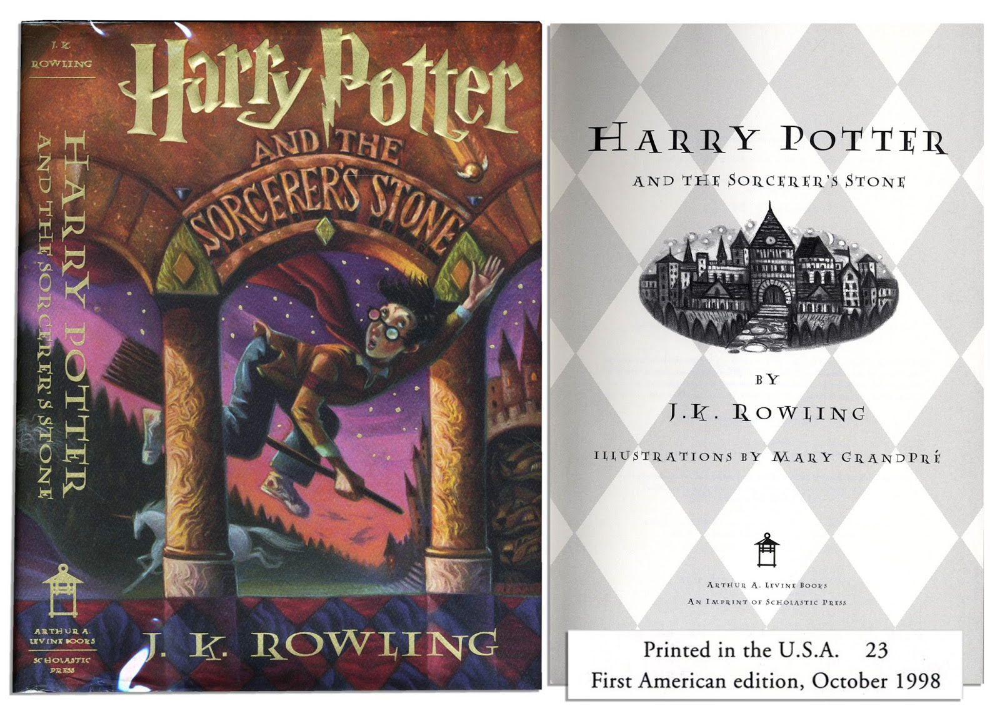 J. K.
ROWLING
HARRY POTTER
AND THE SORCERER'S STONE
ARTHUR A.
LEVINE BOOKS
SCHOLASTIC
PRESS
Harry Potter
AND THE
SORCERER'S STONE
J. K. ROWLING
HARRY POTTER
AND THE SORCERER'S STONE
BY
J.K. ROWLING
ILLUSTRATIONS BY MARY GRANDPRÉ
ARTHUR A. LEVINE BOOKS
AN IMPRINT OF SCHOLASTIC PRESS
Printed in the U.S.A. 23
First American edition, October 1998